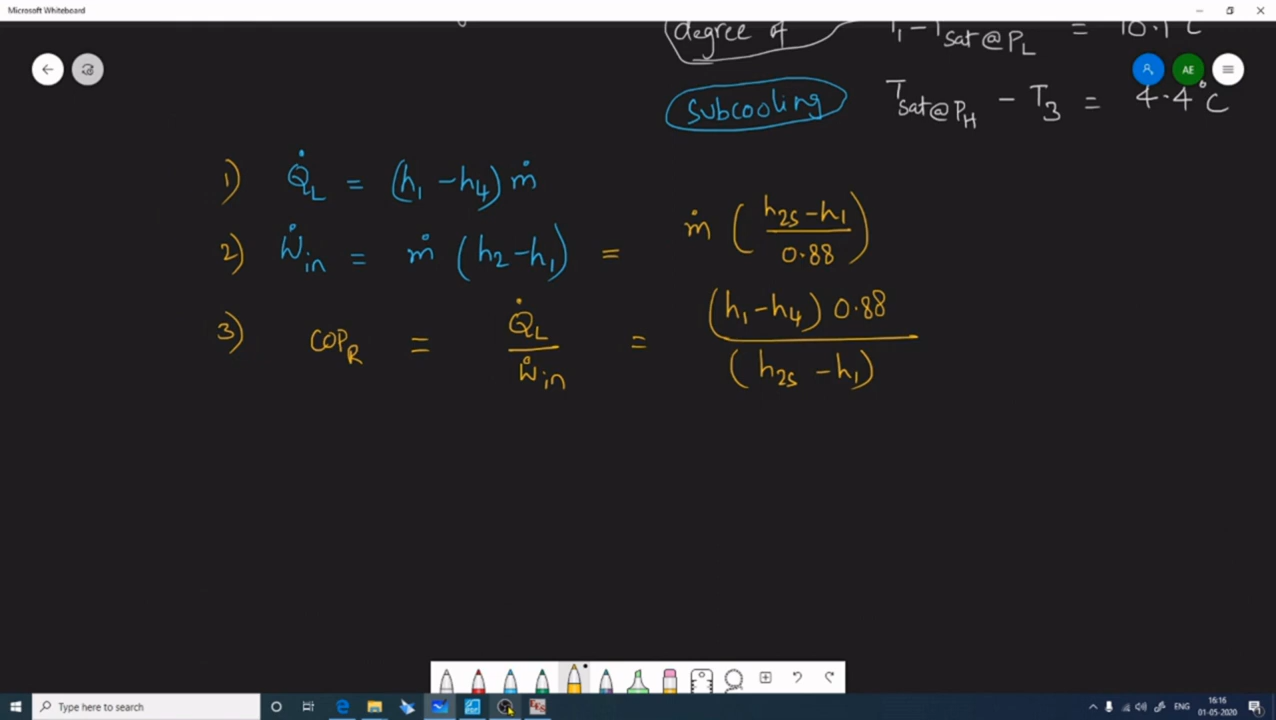 Microsoft Whiteboard
degree of T₁ - Tsat@PL = 10.1°C
AE
Subcooling Tsat@PH - T₃ = 4.4°C
1) Q̇L = (h₁ - h₄) ṁ
2) Ẇin = ṁ (h₂ - h₁) = ṁ ((h₂s - h₁)/0.88)
3) COPR = Q̇L/Ẇin = (h₁ - h₄) 0.88/(h₂s - h₁)
Type here to search
ENG
16:16
01-05-2020